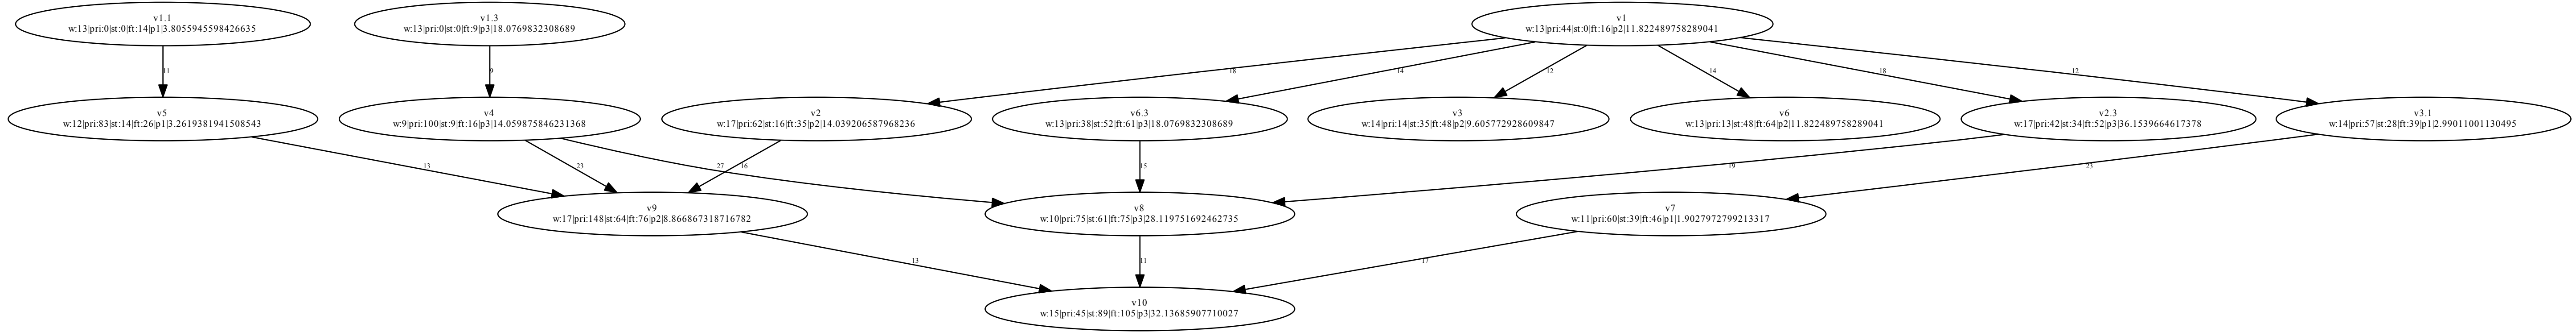 v1.1
w:13|pri:0|st:0|ft:14|p1|3.8055945598426635
v1.3
w:13|pri:0|st:0|ft:9|p3|18.0769832308689
v1
w:13|pri:44|st:0|ft:16|p2|11.822489758289041
11
9
18
14
12
14
18
12
v5
w:12|pri:83|st:14|ft:26|p1|3.2619381941508543
v4
w:9|pri:100|st:9|ft:16|p3|14.059875846231368
v2
w:17|pri:62|st:16|ft:35|p2|14.039206587968236
v6.3
w:13|pri:38|st:52|ft:61|p3|18.0769832308689
v3
w:14|pri:14|st:35|ft:48|p2|9.605772928609847
v6
w:13|pri:13|st:48|ft:64|p2|11.822489758289041
v2.3
w:17|pri:42|st:34|ft:52|p3|36.1539664617378
v3.1
w:14|pri:57|st:28|ft:39|p1|2.99011001130495
13
23
27
16
15
19
23
v9
w:17|pri:148|st:64|ft:76|p2|8.866867318716782
v8
w:10|pri:75|st:61|ft:75|p3|28.119751692462735
v7
w:11|pri:60|st:39|ft:46|p1|1.9027972799213317
13
11
17
v10
w:15|pri:45|st:89|ft:105|p3|32.13685907710027